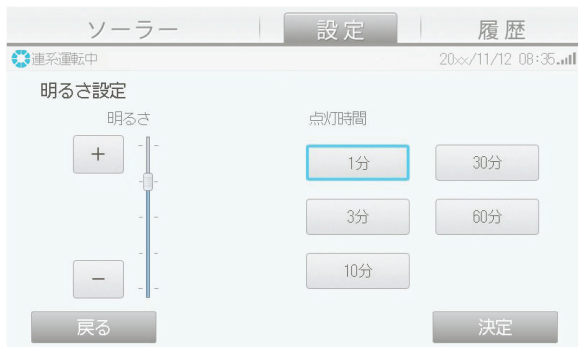 ソーラー 設定 履歴
連系運転中 20××/11/12 08:35
明るさ設定
明るさ 点灯時間
+ 1分 30分
3分 60分
- 10分
戻る 決定